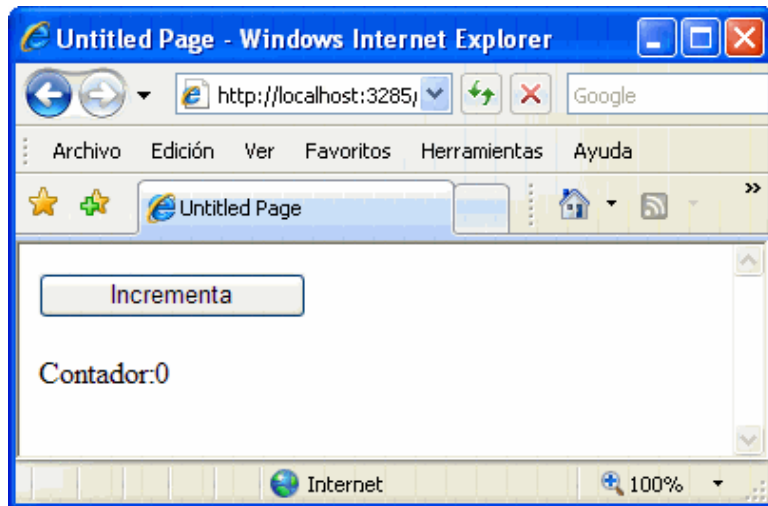 Untitled Page - Windows Internet Explorer
http://localhost:3285/
Google
Archivo Edición Ver Favoritos Herramientas Ayuda
Untitled Page
Incrementa
Contador:0
Internet
100%